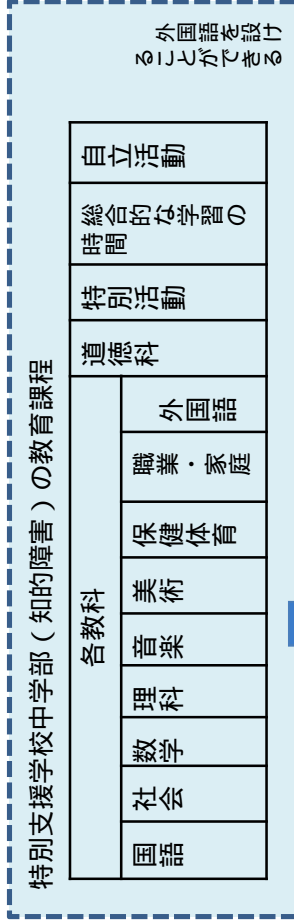 特別支援学校中学部（知的障害）の教育課程
各教科
国語
社会
数学
理科
音楽
美術
保健体育
職業・家庭
外国語
道徳科
特別活動
総合的な学習の
時間
自立活動
外国語を設け
ることができる